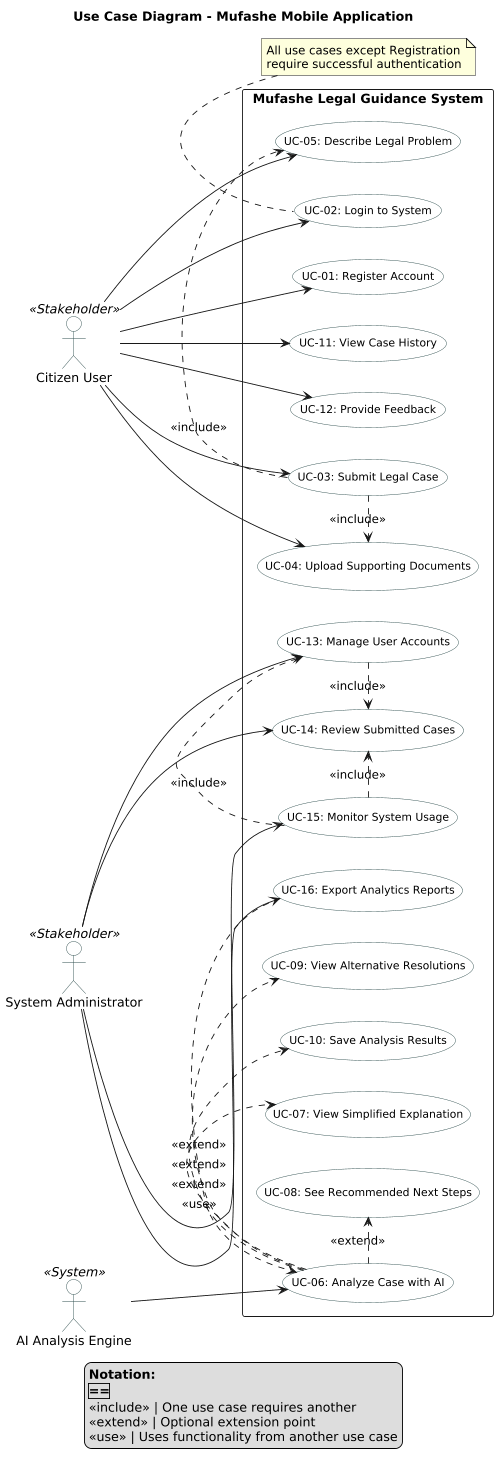 Use Case Diagram - Mufashe Mobile Application
All use cases except Registration
require successful authentication
Mufashe Legal Guidance System
UC-05: Describe Legal Problem
UC-02: Login to System
UC-01: Register Account
«Stakeholder»
Citizen User
UC-11: View Case History
UC-12: Provide Feedback
«include»
UC-03: Submit Legal Case
«include»
UC-04: Upload Supporting Documents
UC-13: Manage User Accounts
«include»
UC-14: Review Submitted Cases
«include»
«include»
UC-15: Monitor System Usage
UC-16: Export Analytics Reports
«Stakeholder»
System Administrator
UC-09: View Alternative Resolutions
UC-10: Save Analysis Results
UC-07: View Simplified Explanation
«extend»
«extend»
«extend»
«use»
UC-08: See Recommended Next Steps
«extend»
UC-06: Analyze Case with AI
«System»
AI Analysis Engine
Notation:
==
«include» | One use case requires another
«extend» | Optional extension point
«use» | Uses functionality from another use case